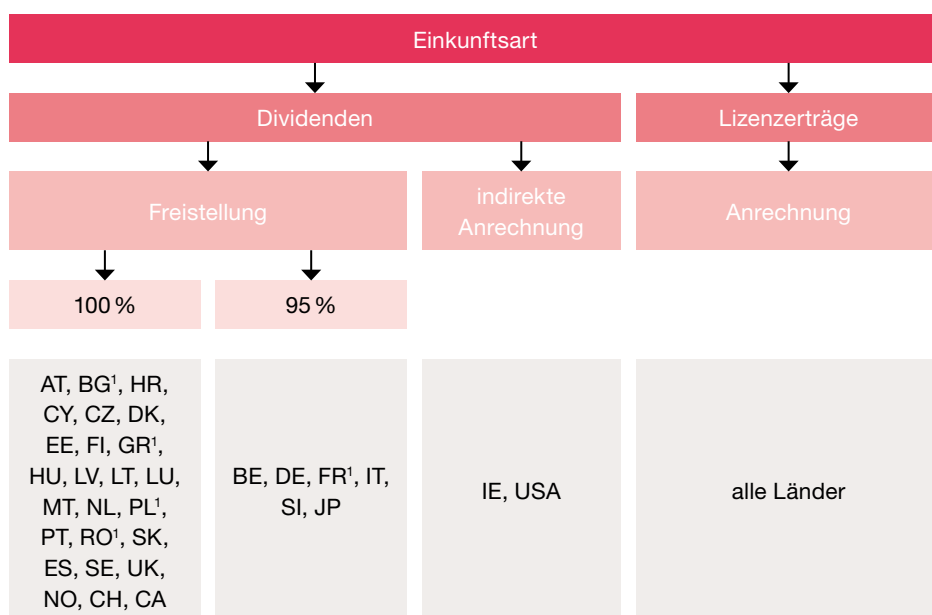 Einkunftsart
Dividenden
Lizenzerträge
Freistellung
indirekte
Anrechnung
Anrechnung
100 %
95 %
AT, BG¹, HR,
CY, CZ, DK,
EE, FI, GR¹,
HU, LV, LT, LU,
MT, NL, PL¹,
PT, RO¹, SK,
ES, SE, UK,
NO, CH, CA
BE, DE, FR¹, IT,
SI, JP
IE, USA
alle Länder